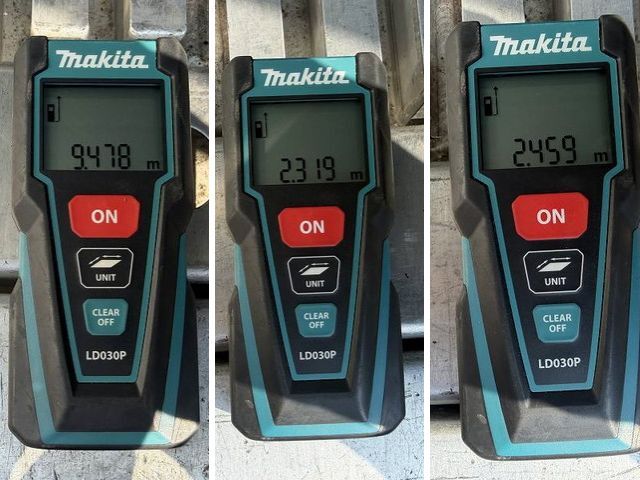 makita
9.478 m
ON
UNIT
CLEAR
OFF
LD030P
makita
2.319 m
ON
UNIT
CLEAR
OFF
LD030P
makita
2.459 m
ON
UNIT
CLEAR
OFF
LD030P